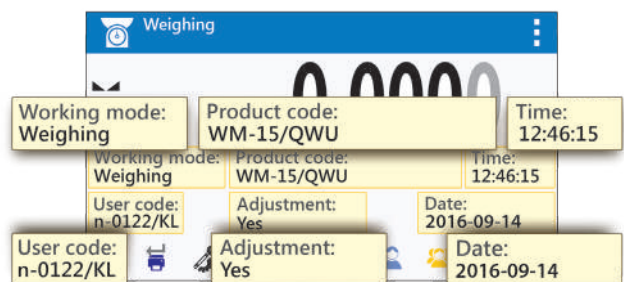 Weighing
0.0000
Working mode:
Weighing
Product code:
WM-15/QWU
Time:
12:46:15
Working mode:
Weighing
Product code:
WM-15/QWU
Time:
12:46:15
User code:
n-0122/KL
Adjustment:
Yes
Date:
2016-09-14
User code:
n-0122/KL
Adjustment:
Yes
Date:
2016-09-14